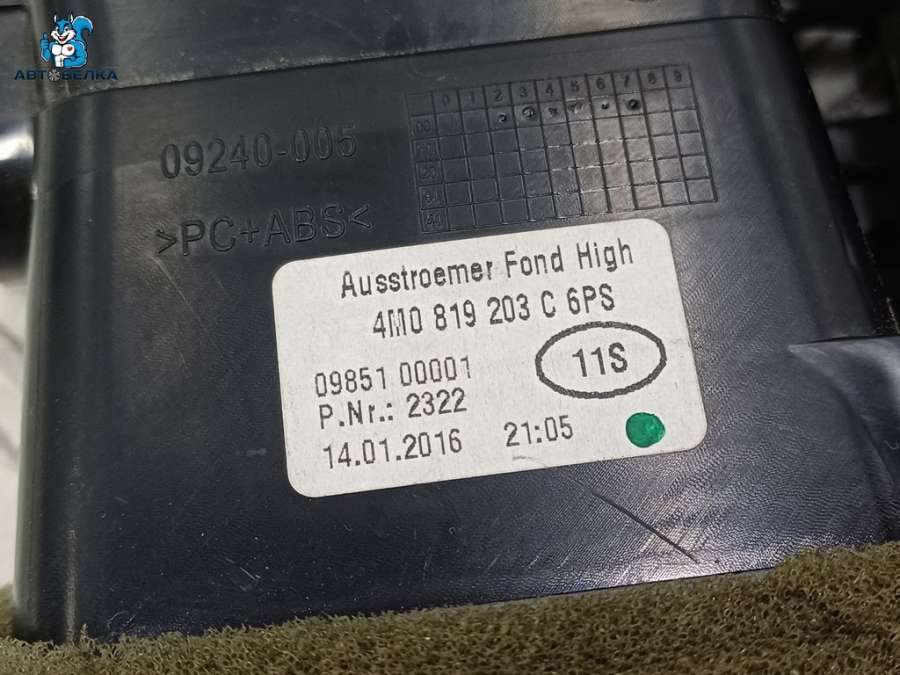 АВТОБЕЛКА
09240-005
>PC+ABS<
0 1 2 3 4 5 6 7 8 9
Ausstroemer Fond High
4M0 819 203 C 6PS
11S
09851 00001
P.Nr.: 2322
14.01.2016 21:05